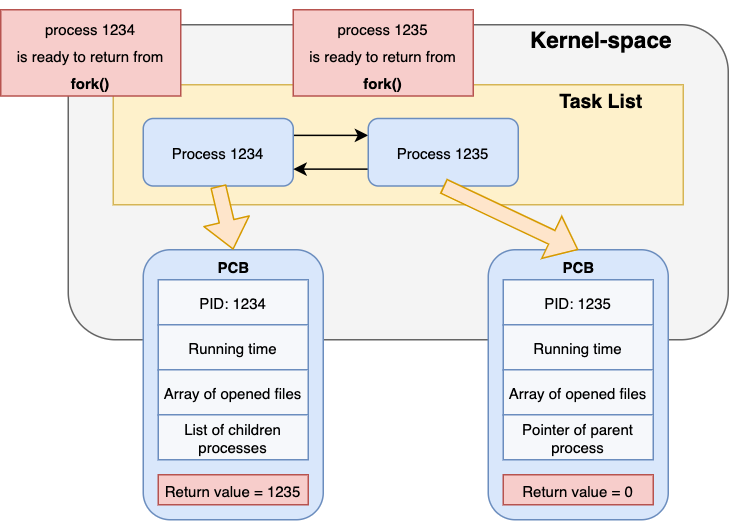 process 1234
is ready to return from
fork()
process 1235
is ready to return from
fork()
Kernel-space
Task List
Process 1234
Process 1235
PCB
PID: 1234
Running time
Array of opened files
List of children
processes
Return value = 1235
PCB
PID: 1235
Running time
Array of opened files
Pointer of parent
process
Return value = 0